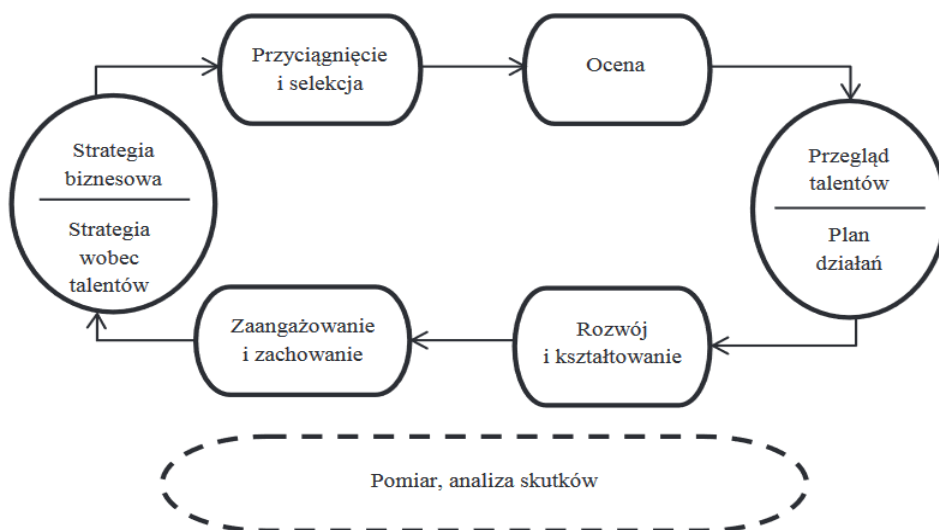 Przyciągnięcie
i selekcja
Ocena
Strategia
biznesowa
Strategia
wobec
talentów
Przegląd
talentów
Plan
działań
Zaangażowanie
i zachowanie
Rozwój
i kształtowanie
Pomiar, analiza skutków